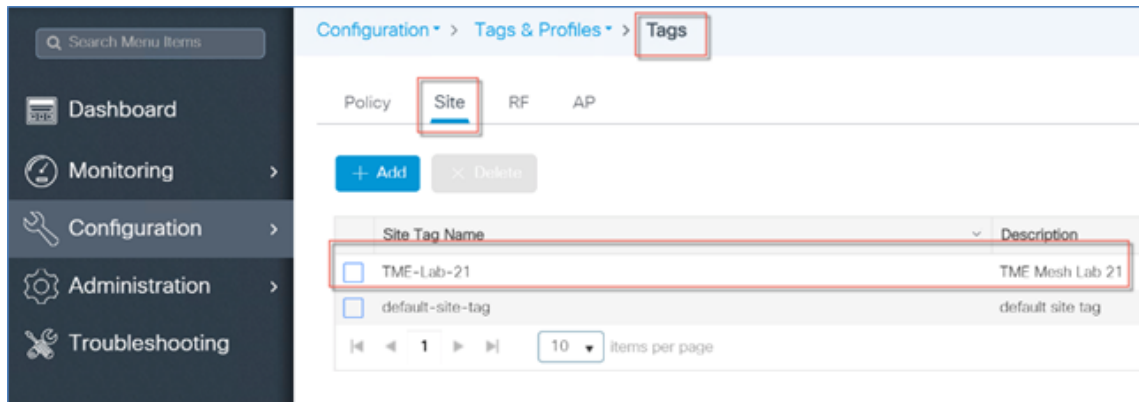 Search Menu Items
Dashboard
Monitoring
Configuration
Administration
Troubleshooting
Configuration > Tags & Profiles > Tags
Policy Site RF AP
+ Add × Delete
Site Tag Name Description
TME-Lab-21 TME Mesh Lab 21
default-site-tag default site tag
1 10 items per page